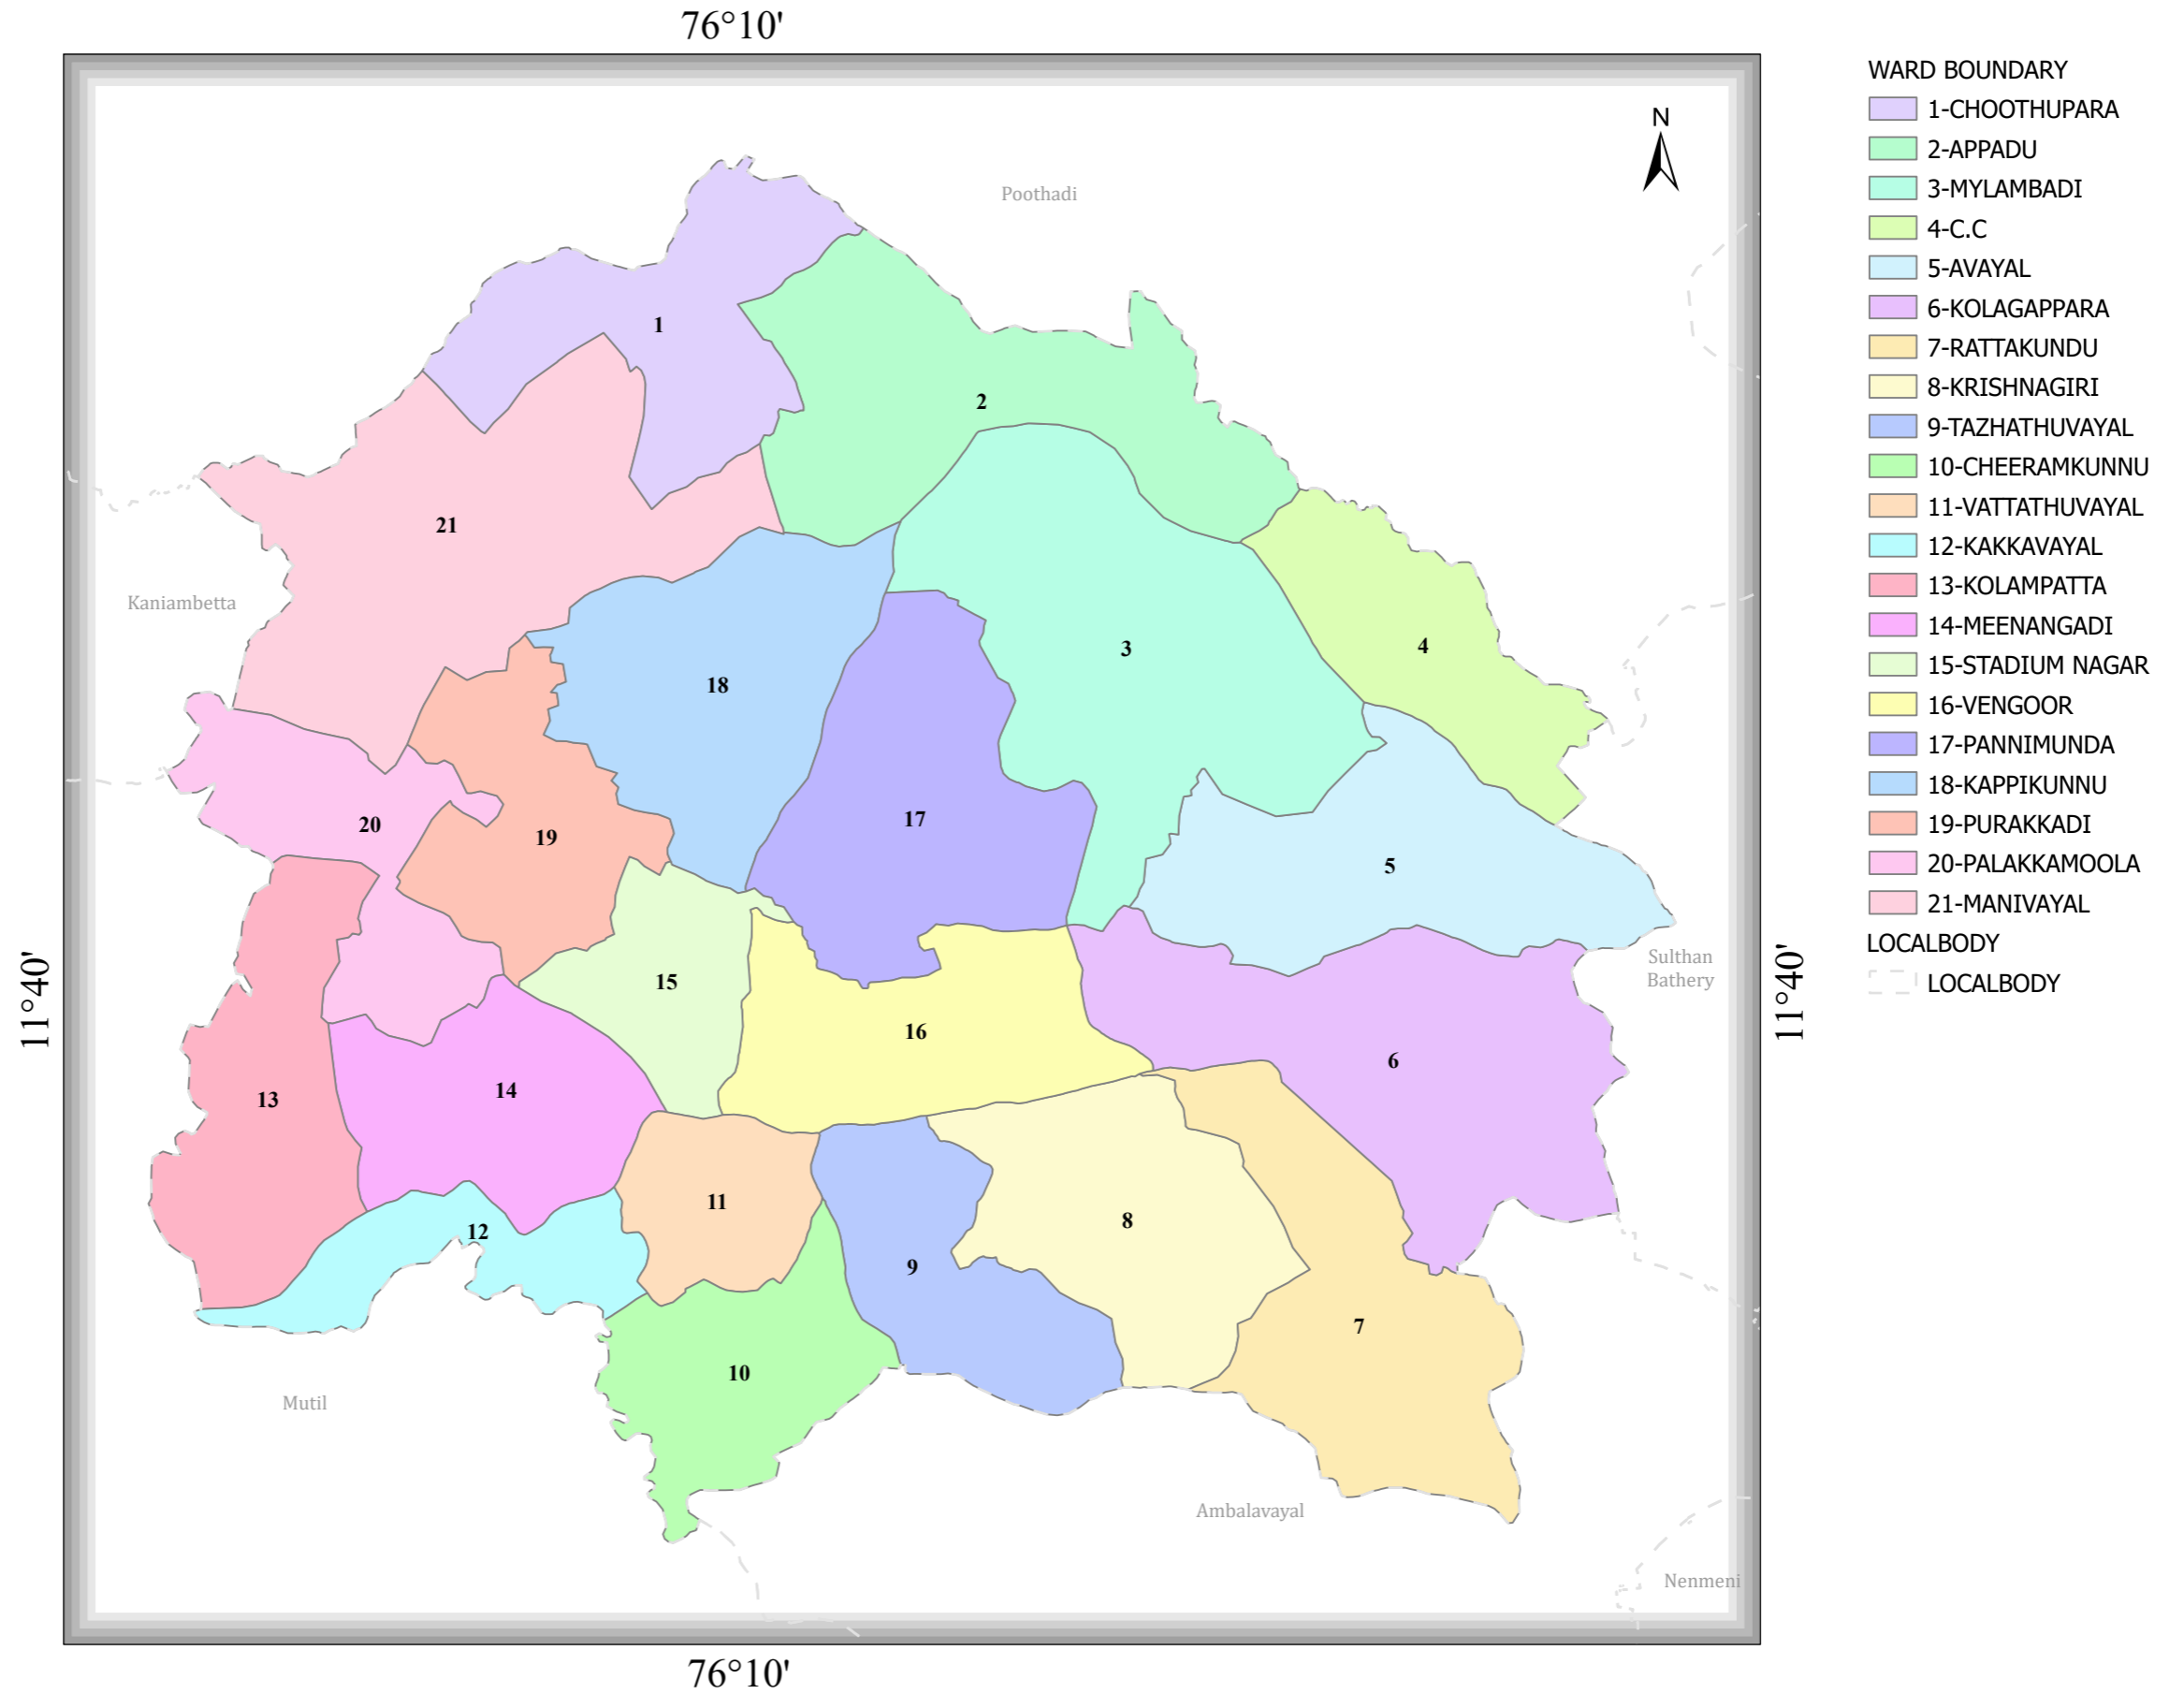 76°10'
N
Poothadi
1
2
21
Kaniambetta
3
4
18
17
20
19
5
11°40'
11°40'
Sulthan
Bathery
15
16
6
14
13
11
8
12
9
7
10
Mutil
Ambalavayal
Nenmeni
76°10'
WARD BOUNDARY
1-CHOOTHUPARA
2-APPADU
3-MYLAMBADI
4-C.C
5-AVAYAL
6-KOLAGAPPARA
7-RATTAKUNDU
8-KRISHNAGIRI
9-TAZHATHUVAYAL
10-CHEERAMKUNNU
11-VATTATHUVAYAL
12-KAKKAVAYAL
13-KOLAMPATTA
14-MEENANGADI
15-STADIUM NAGAR
16-VENGOOR
17-PANNIMUNDA
18-KAPPIKUNNU
19-PURAKKADI
20-PALAKKAMOOLA
21-MANIVAYAL
LOCALBODY
LOCALBODY